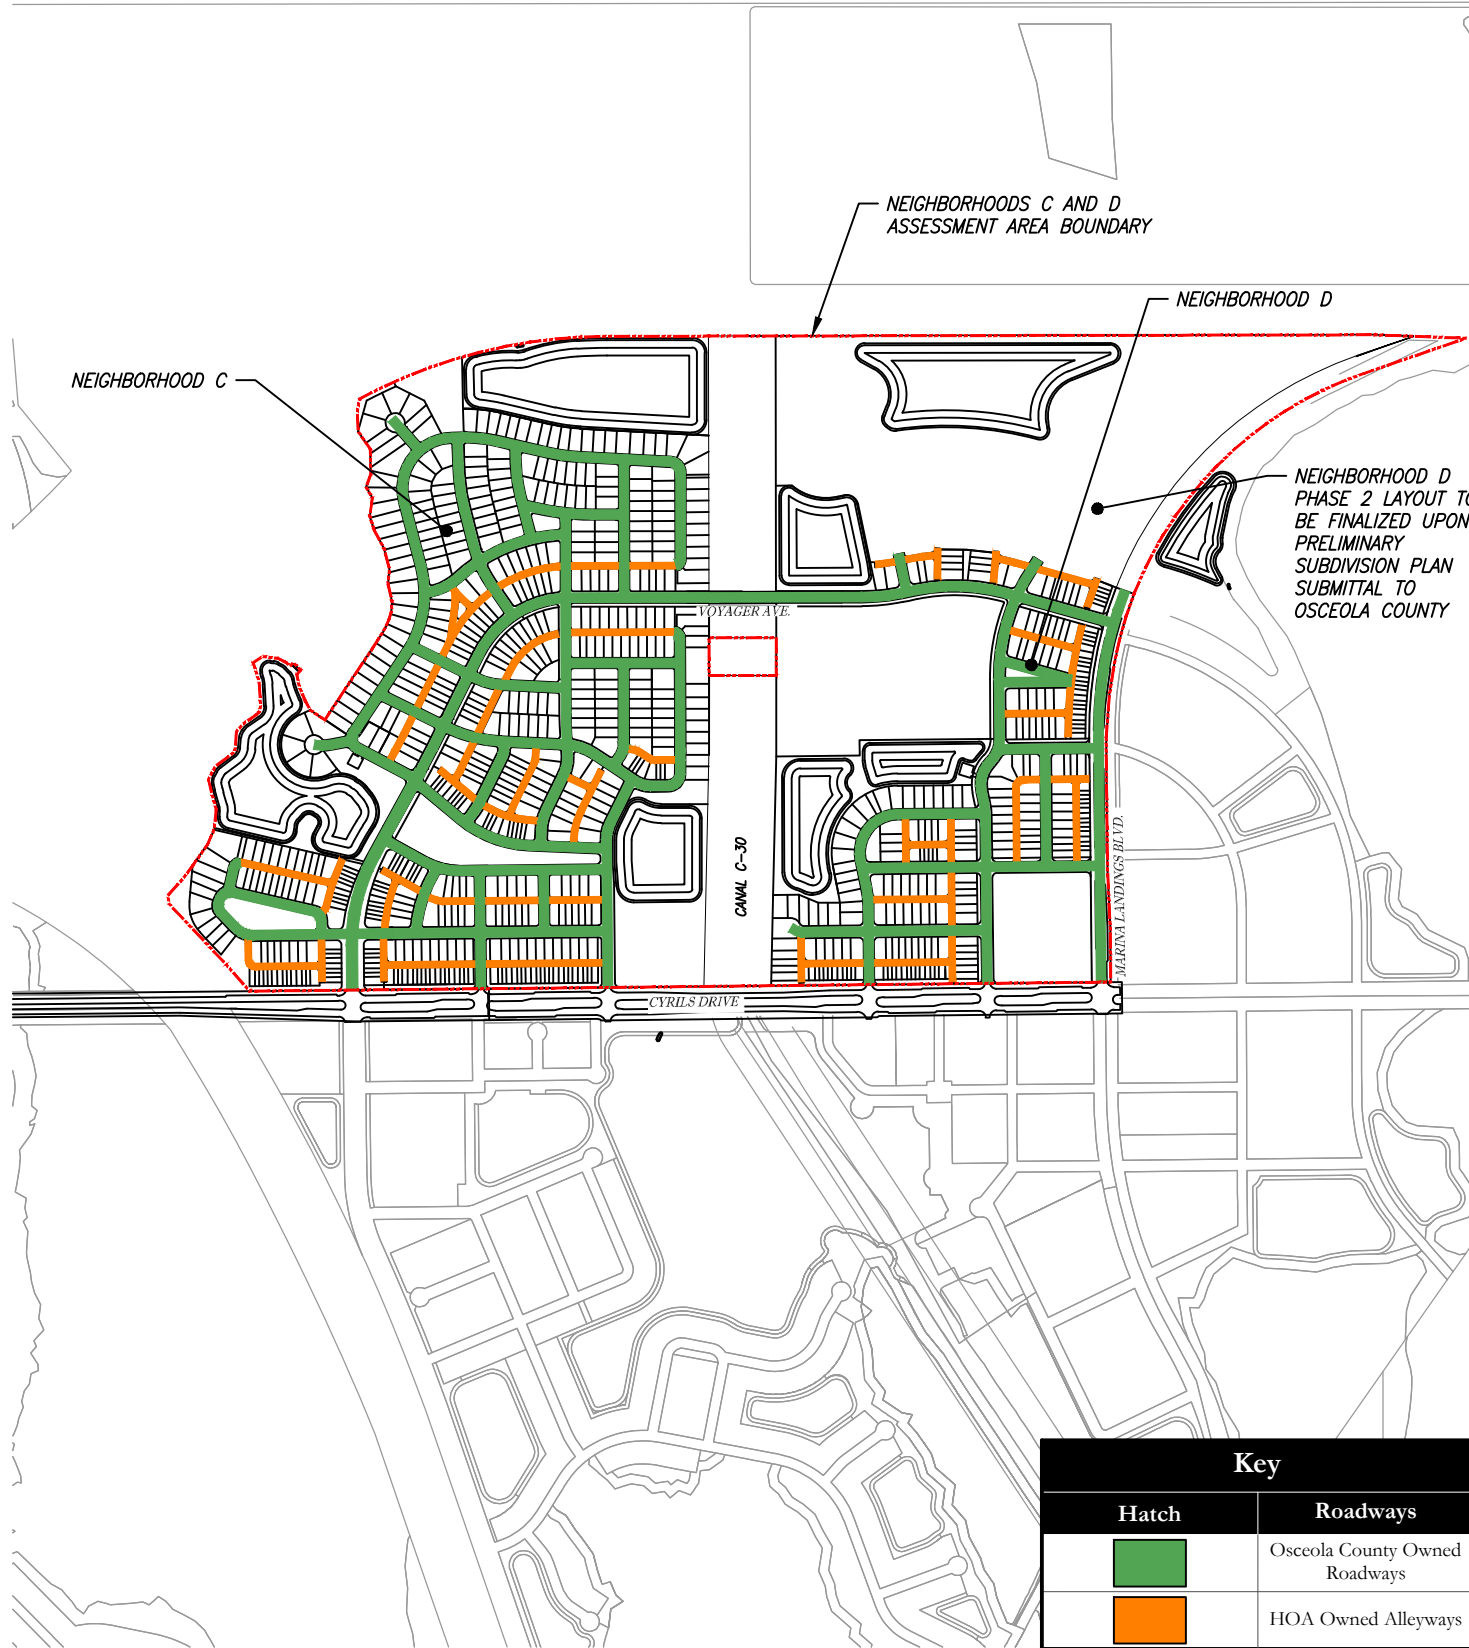 NEIGHBORHOODS C AND D
ASSESSMENT AREA BOUNDARY
NEIGHBORHOOD D
NEIGHBORHOOD C
NEIGHBORHOOD D
PHASE 2 LAYOUT TO
BE FINALIZED UPON
PRELIMINARY
SUBDIVISION PLAN
SUBMITTAL TO
OSCEOLA COUNTY
VOYAGER AVE.
CANAL C-30
MARINA LANDINGS BLVD.
CYRILS DRIVE
Key
Hatch
Roadways
Osceola County Owned
Roadways
HOA Owned Alleyways